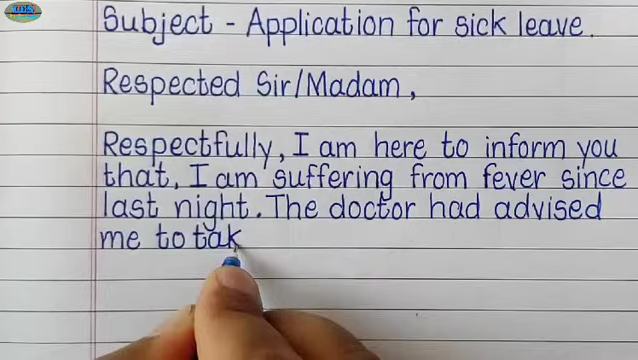 Subject - Application for sick leave.
Respected Sir/Madam,
Respectfully, I am here to inform you
that, I am suffering from fever since
last night. The doctor had advised
me to tak